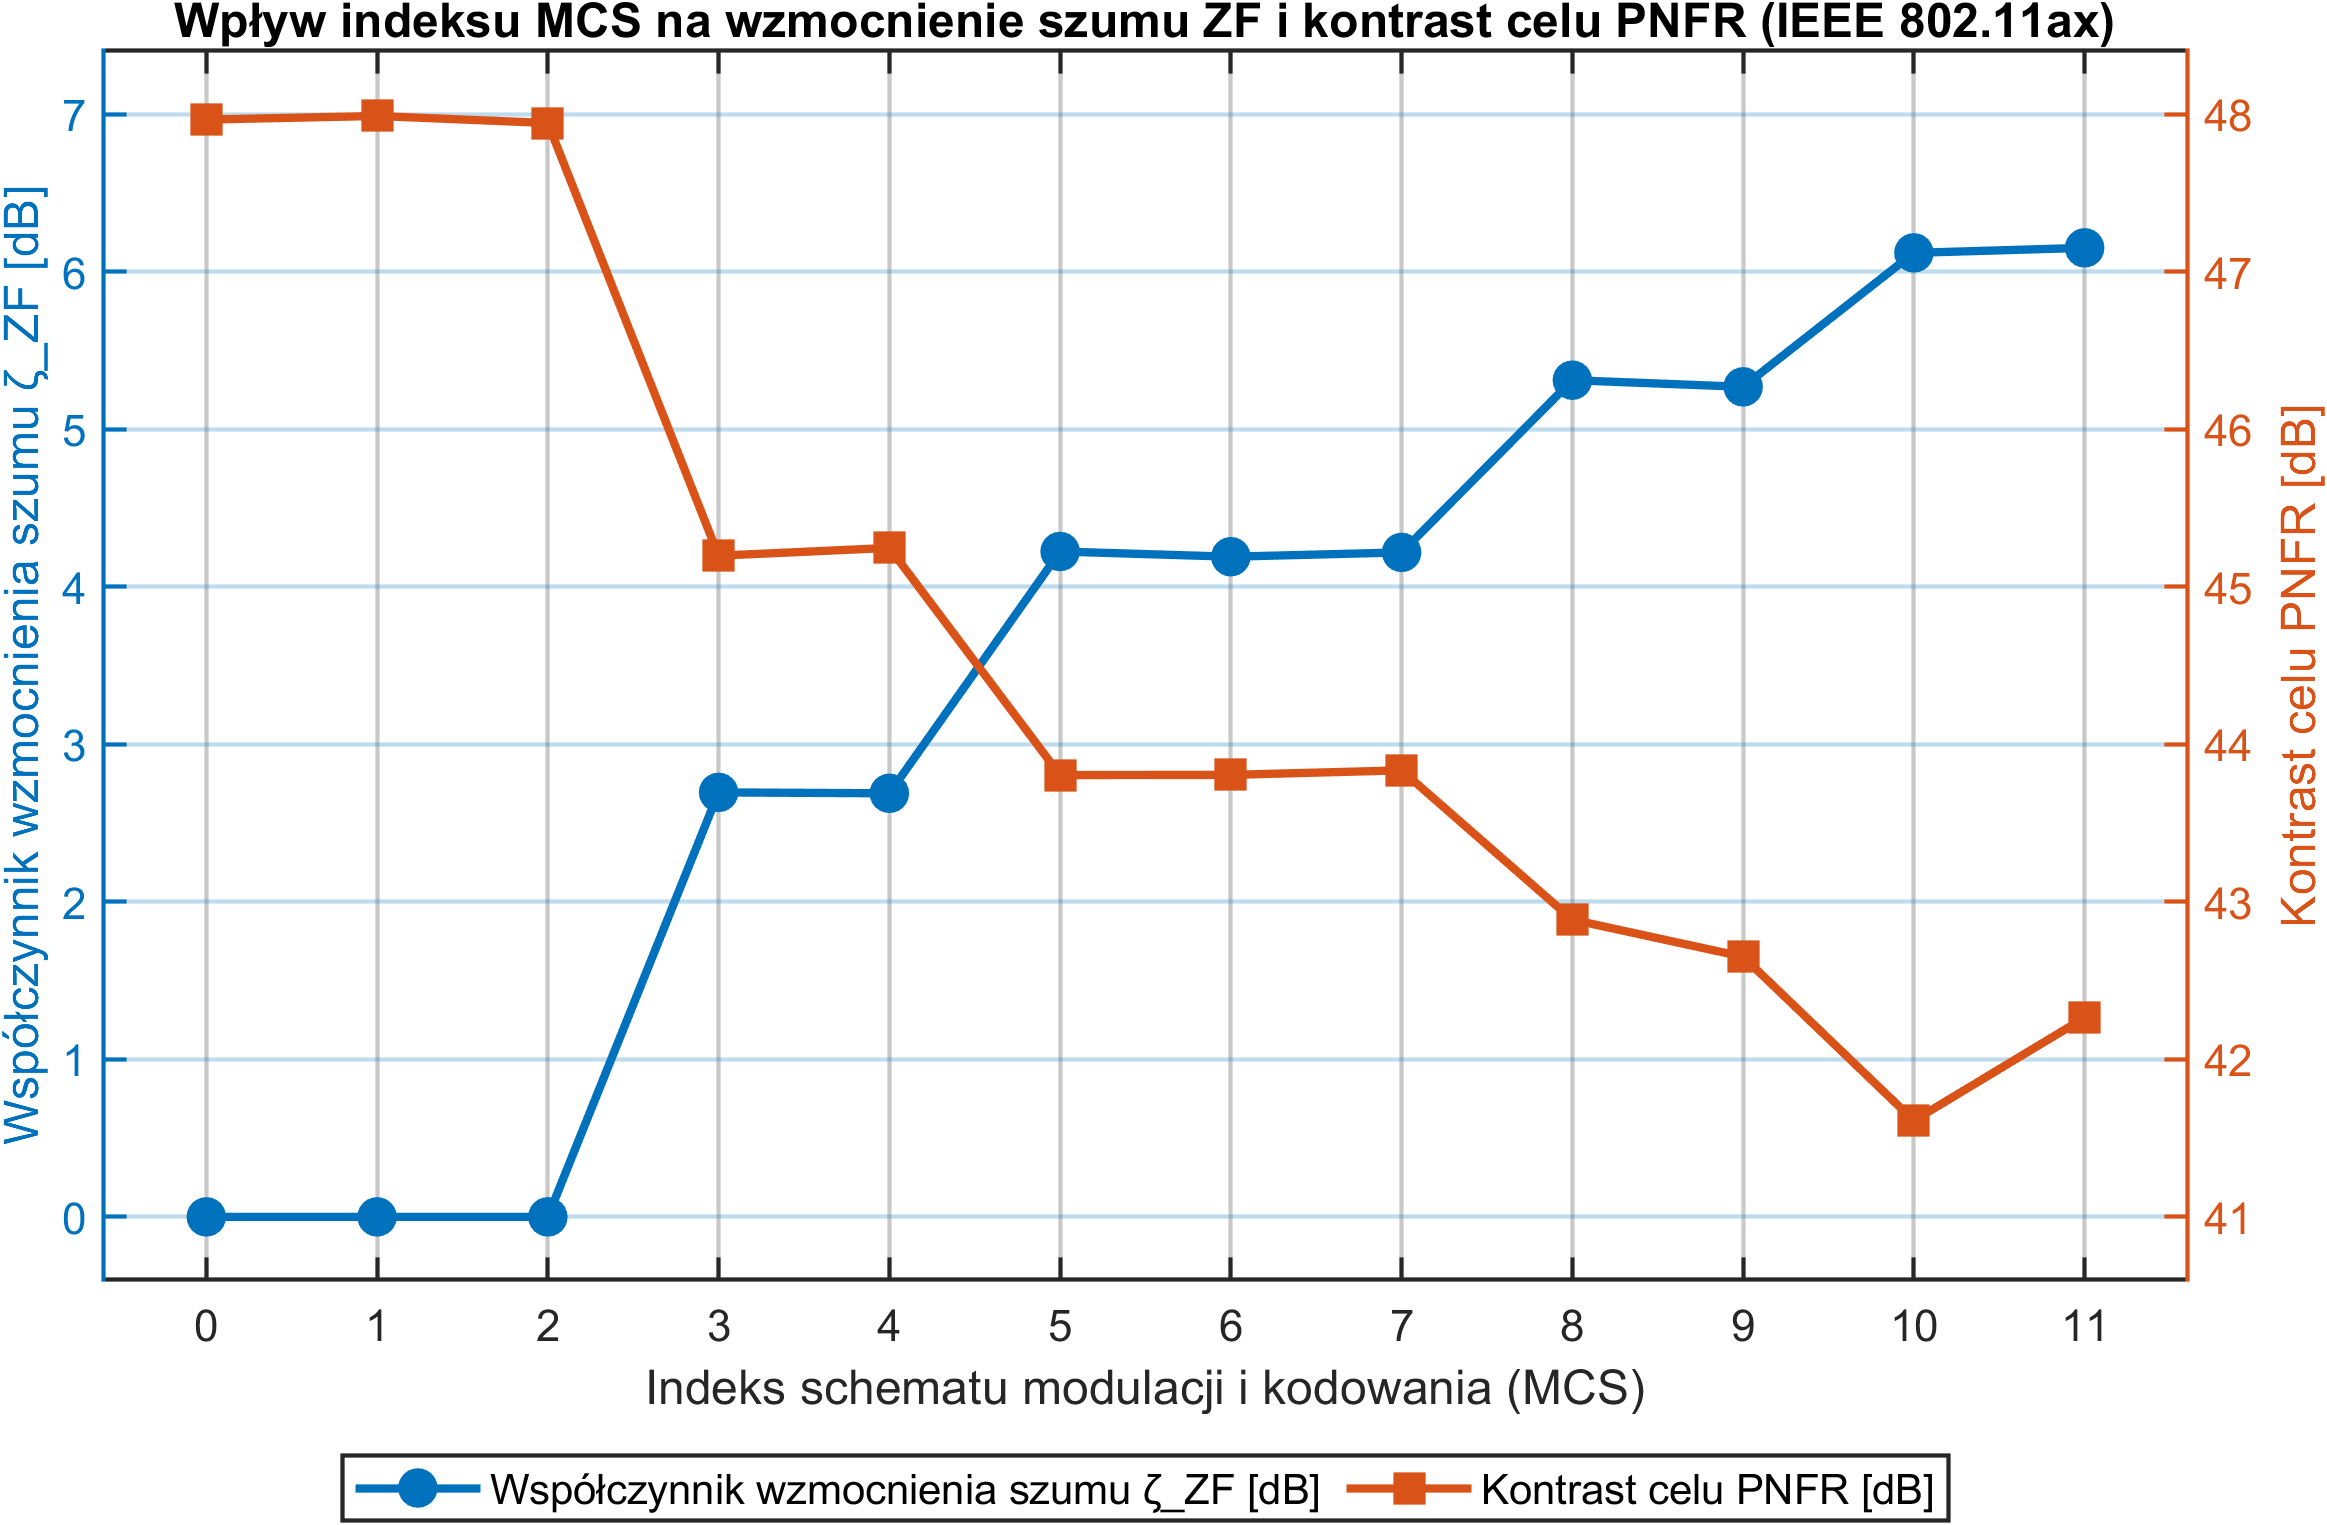 Wpływ indeksu MCS na wzmocnienie szumu ZF i kontrast celu PNFR (IEEE 802.11ax)
Współczynnik wzmocnienia szumu ζ_ZF [dB]
7
6
5
4
3
2
1
0
48
47
46
45
44
43
42
41
Kontrast celu PNFR [dB]
0 1 2 3 4 5 6 7 8 9 10 11
Indeks schematu modulacji i kodowania (MCS)
Współczynnik wzmocnienia szumu ζ_ZF [dB] Kontrast celu PNFR [dB]